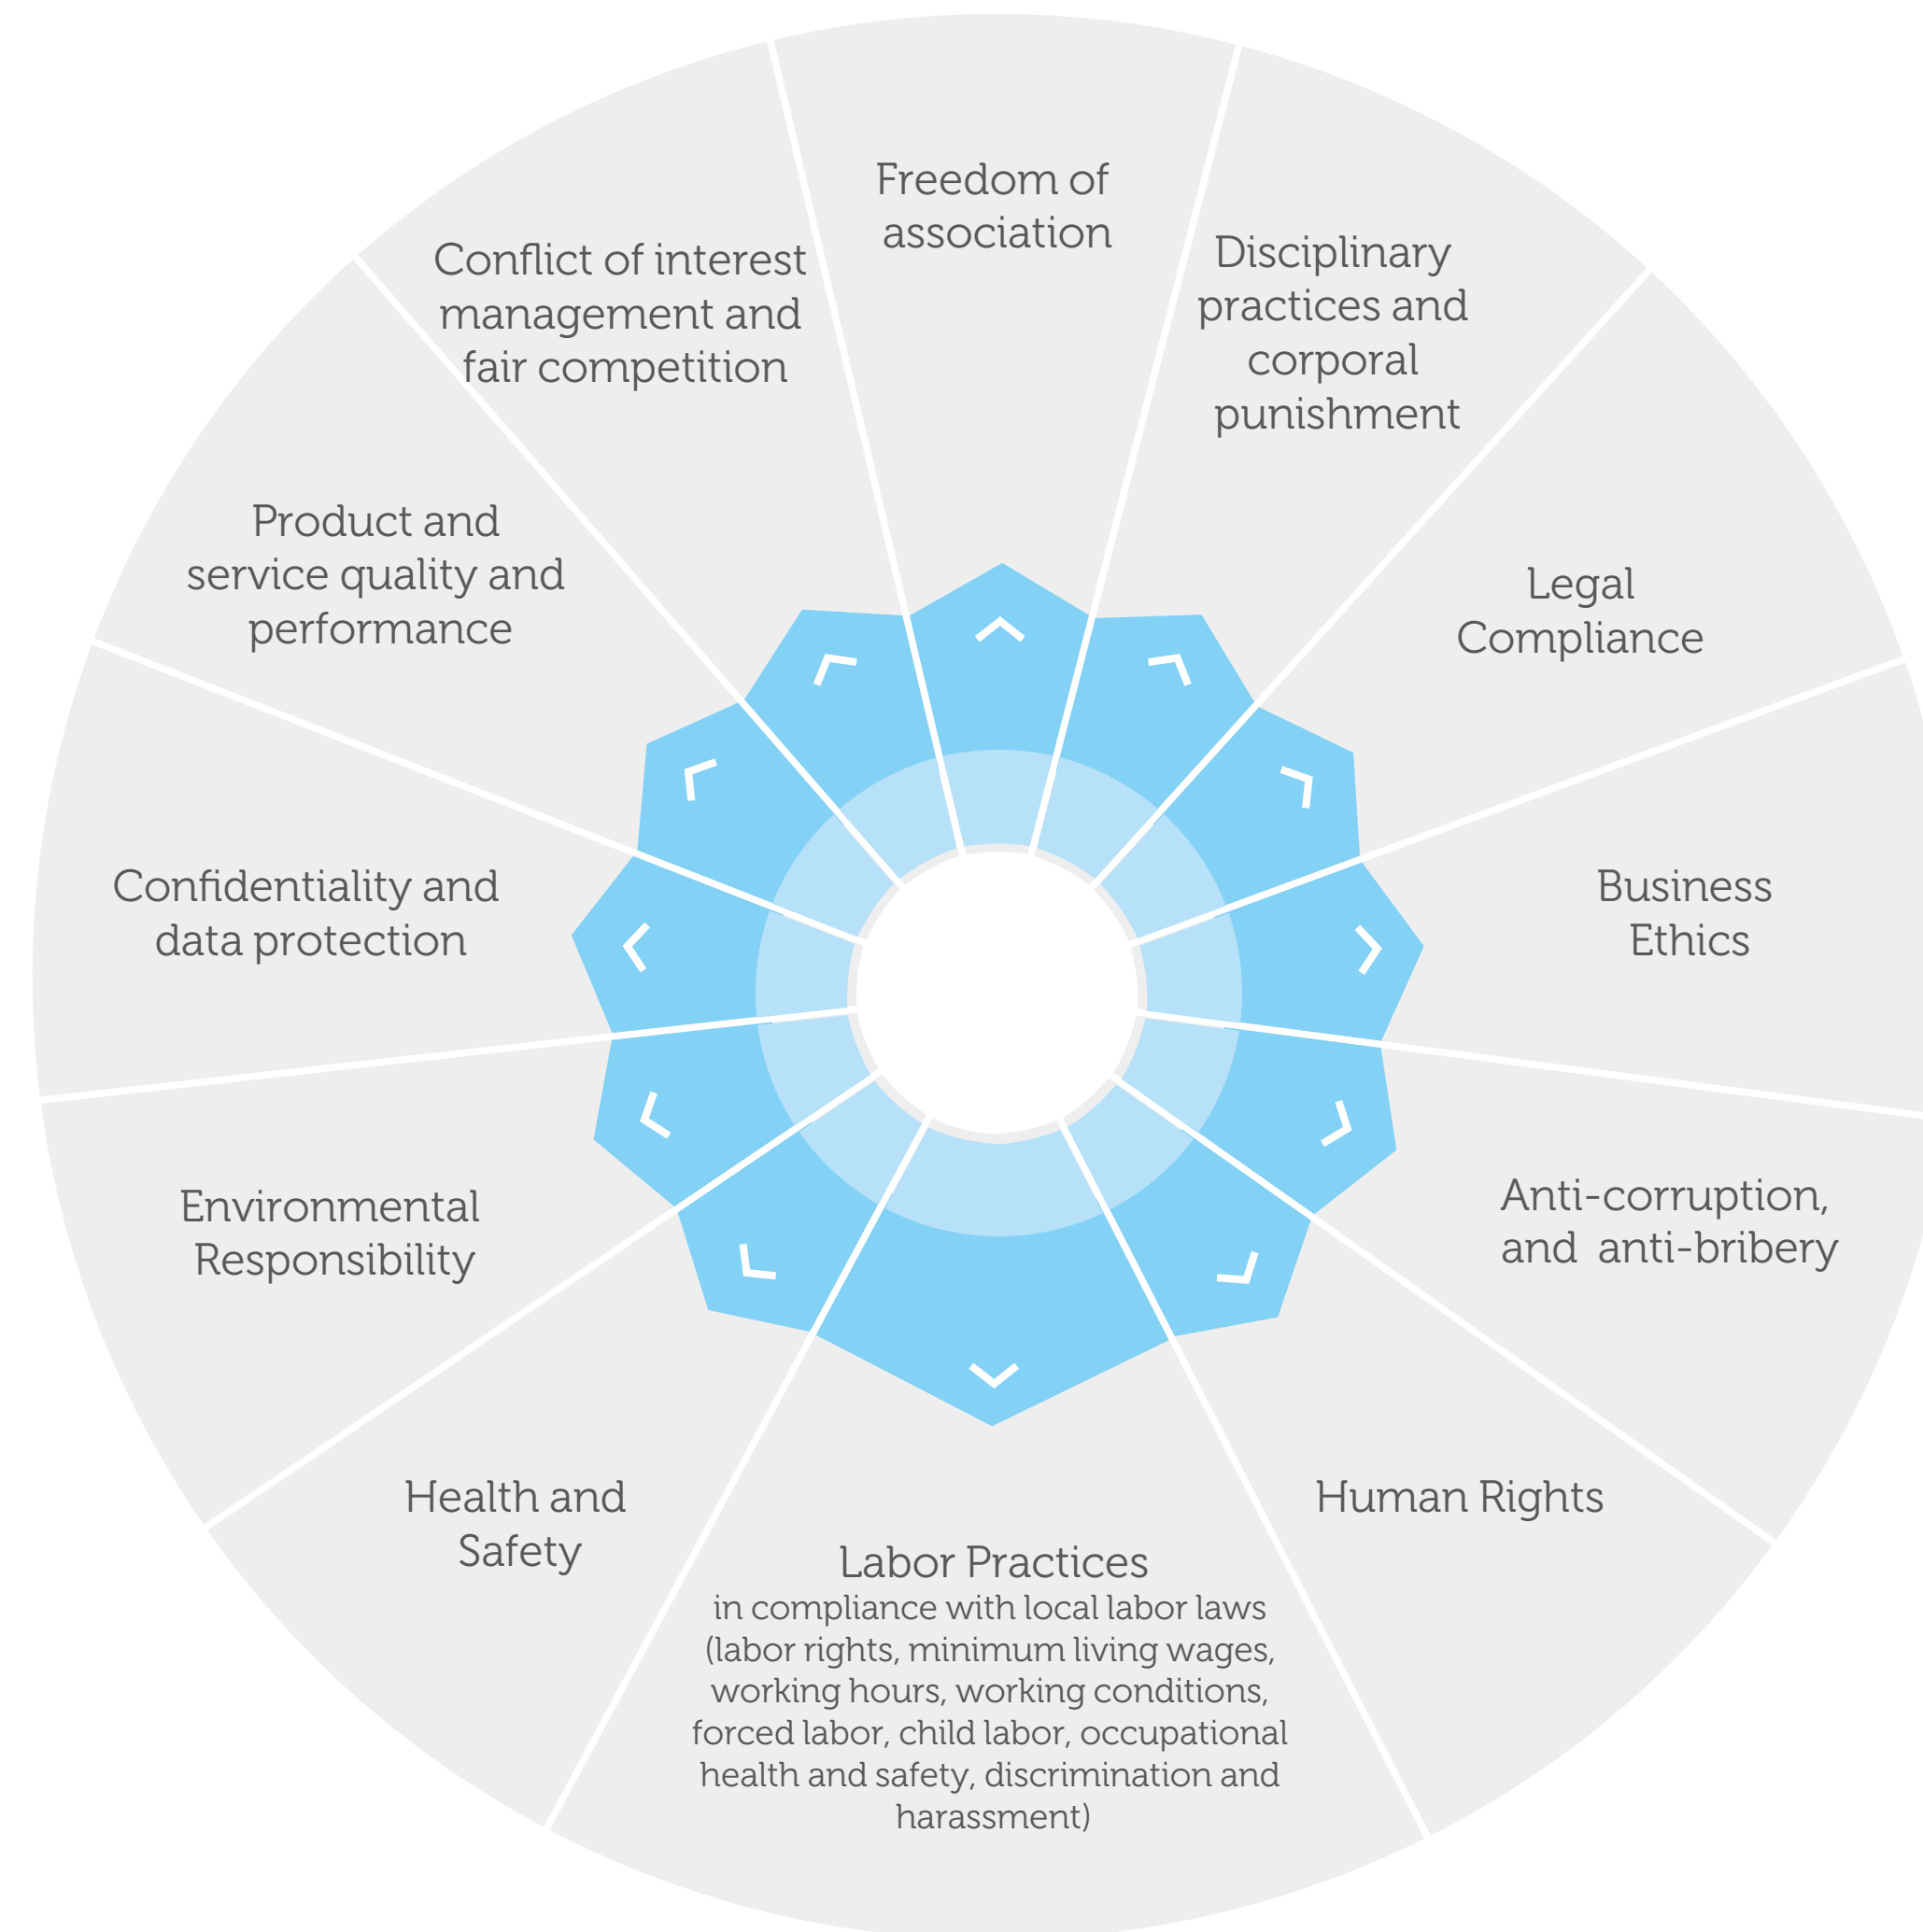 Freedom of
association
Disciplinary
practices and
corporal
punishment
Legal
Compliance
Business
Ethics
Anti-corruption,
and anti-bribery
Human Rights
Labor Practices
in compliance with local labor laws
(labor rights, minimum living wages,
working hours, working conditions,
forced labor, child labor, occupational
health and safety, discrimination and
harassment)
Health and
Safety
Environmental
Responsibility
Confidentiality and
data protection
Product and
service quality and
performance
Conflict of interest
management and
fair competition